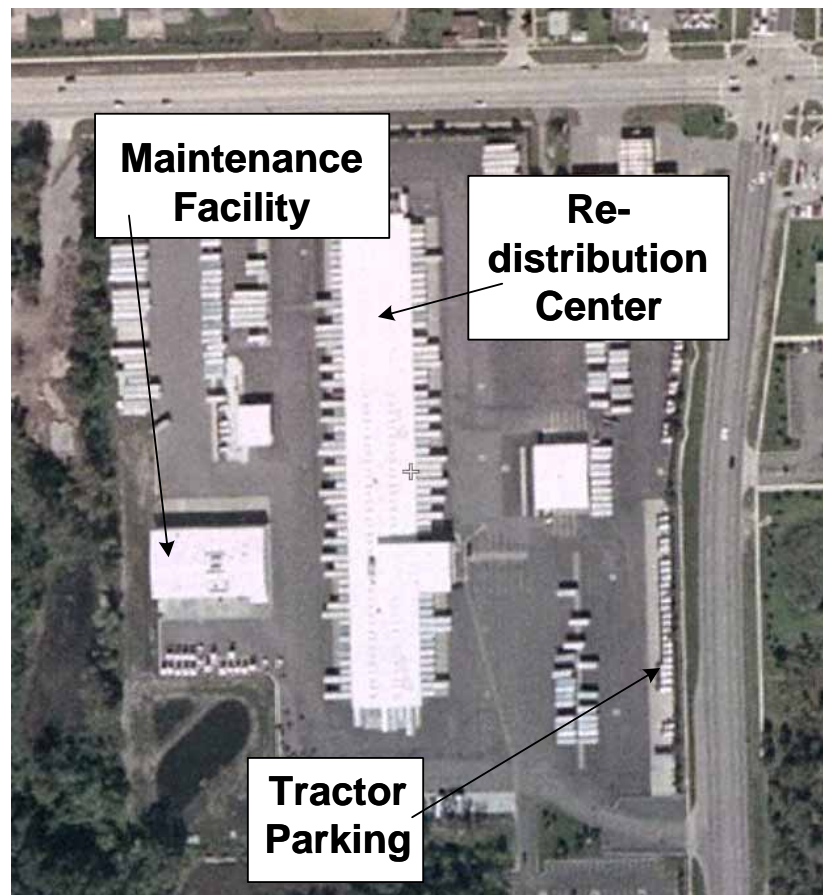 Maintenance
Facility
Re-
distribution
Center
Tractor
Parking